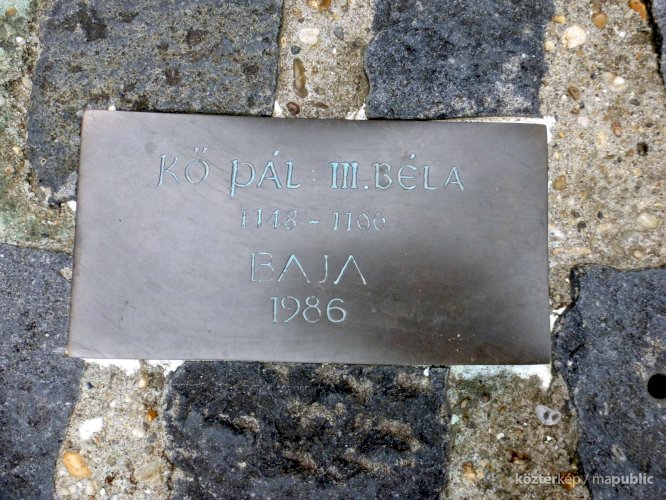 KŐ PÁL: III. BÉLA
1148 - 1196
BAJA
1986
köztérkép / mapublic